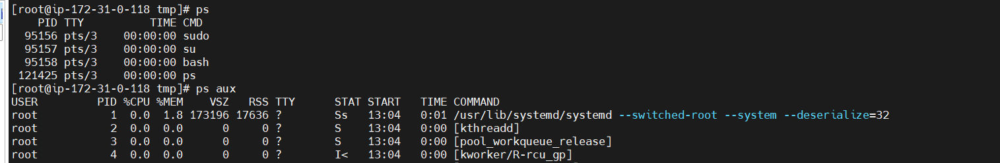 [root@ip-172-31-0-118 tmp]# ps
PID TTY TIME CMD
95156 pts/3 00:00:00 sudo
95157 pts/3 00:00:00 su
95158 pts/3 00:00:00 bash
121425 pts/3 00:00:00 ps
[root@ip-172-31-0-118 tmp]# ps aux
USER PID %CPU %MEM VSZ RSS TTY STAT START TIME COMMAND
root 1 0.0 1.8 173196 17636 ? Ss 13:04 0:01 /usr/lib/systemd/systemd --switched-root --system --deserialize=32
root 2 0.0 0.0 0 0 ? S 13:04 0:00 [kthreadd]
root 3 0.0 0.0 0 0 ? S 13:04 0:00 [pool_workqueue_release]
root 4 0.0 0.0 0 0 ? I< 13:04 0:00 [kworker/R-rcu_gp]